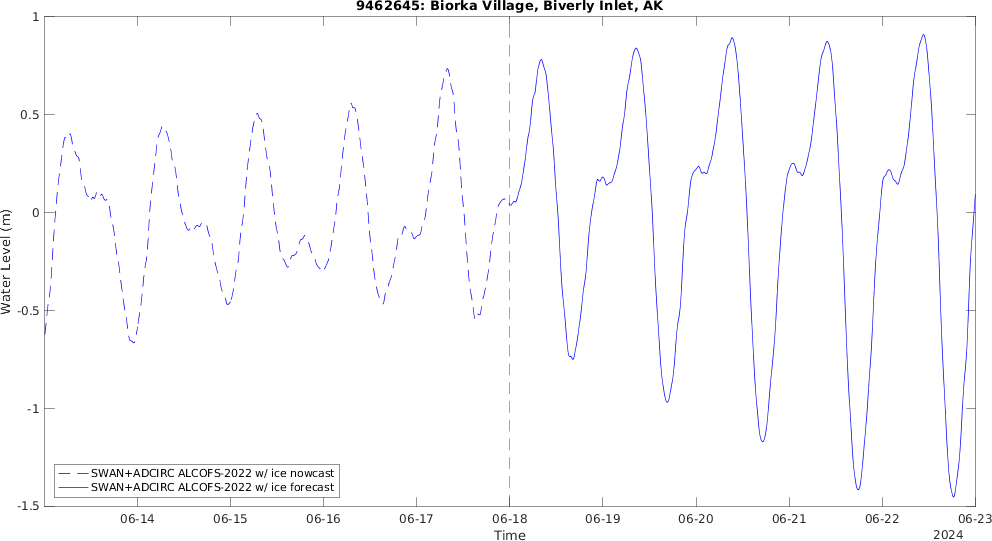 9462645: Biorka Village, Biverly Inlet, AK
1
0.5
0
-0.5
-1
-1.5
Water Level (m)
SWAN+ADCIRC ALCOFS-2022 w/ ice nowcast
SWAN+ADCIRC ALCOFS-2022 w/ ice forecast
06-14 06-15 06-16 06-17 06-18 06-19 06-20 06-21 06-22 06-23
Time
2024